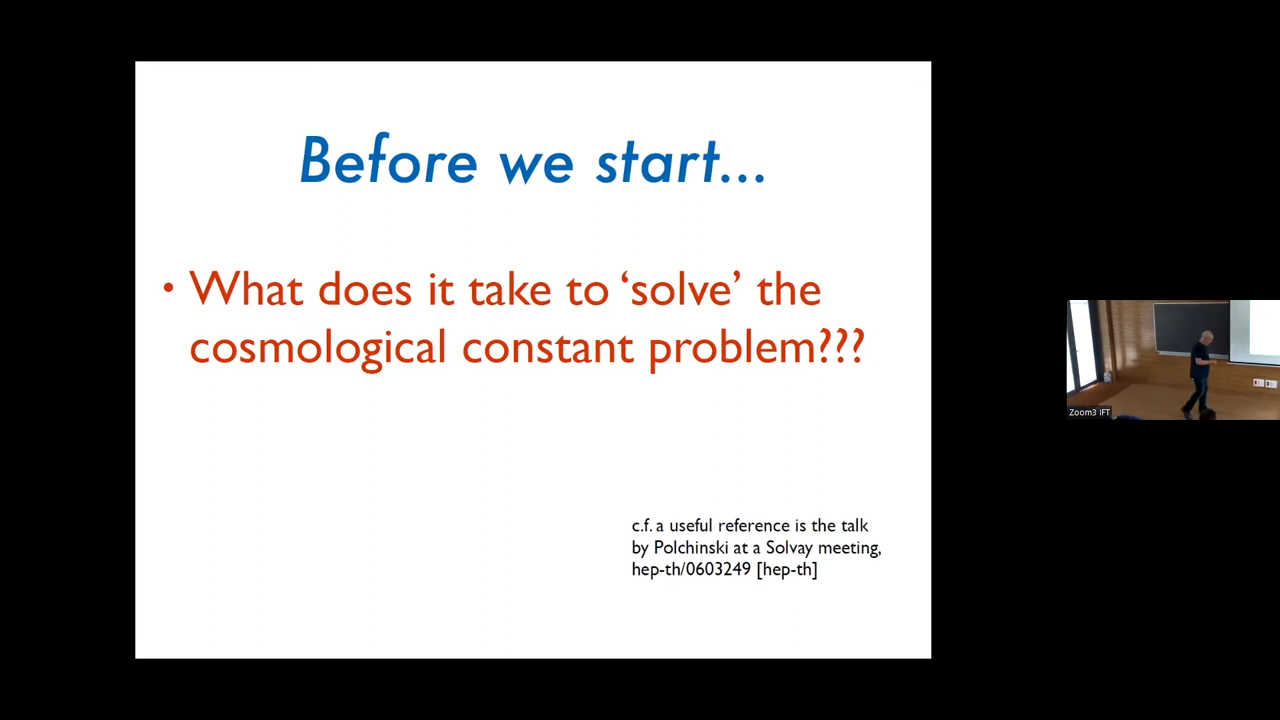 Before we start...
• What does it take to ‘solve’ the
cosmological constant problem???
c.f. a useful reference is the talk
by Polchinski at a Solvay meeting,
hep-th/0603249 [hep-th]
Zoom3 IFT